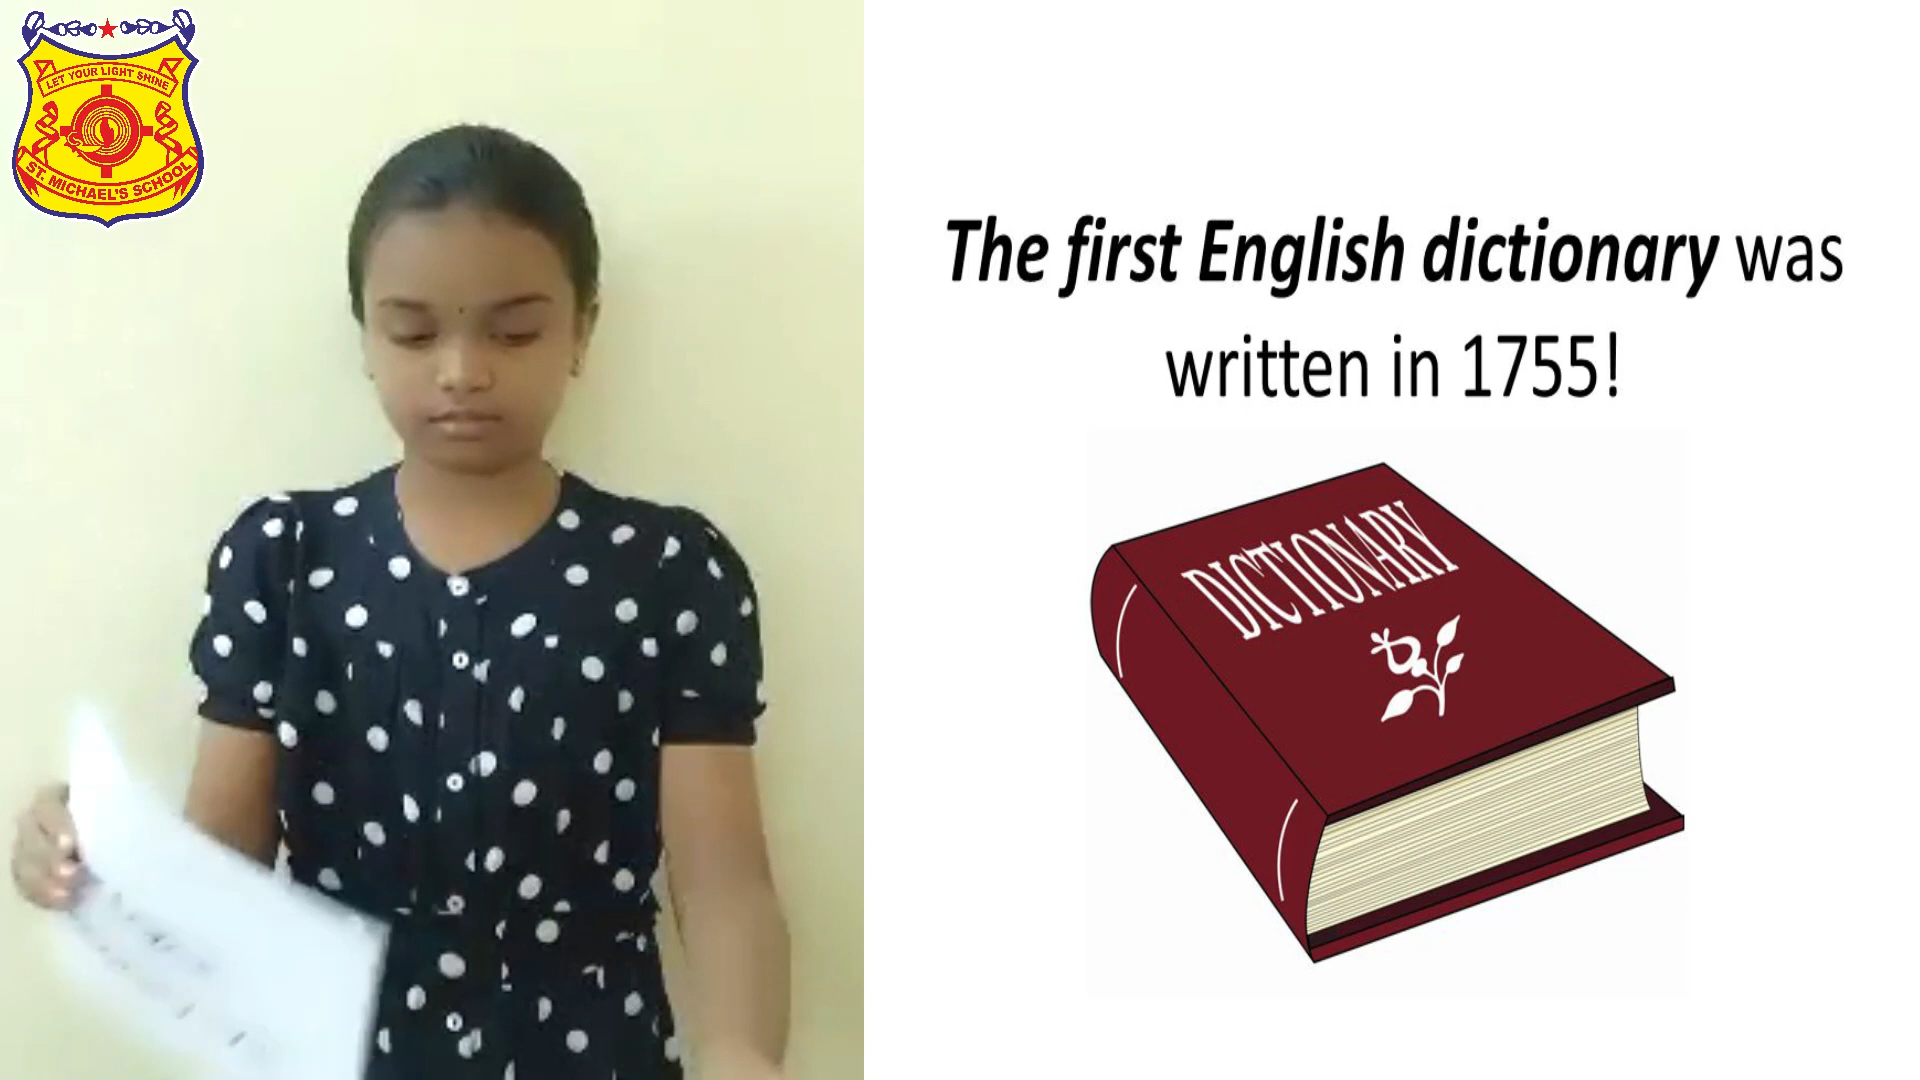 LET YOUR LIGHT SHINE
ST. MICHAEL'S SCHOOL
The first English dictionary was
written in 1755!
DICTIONARY